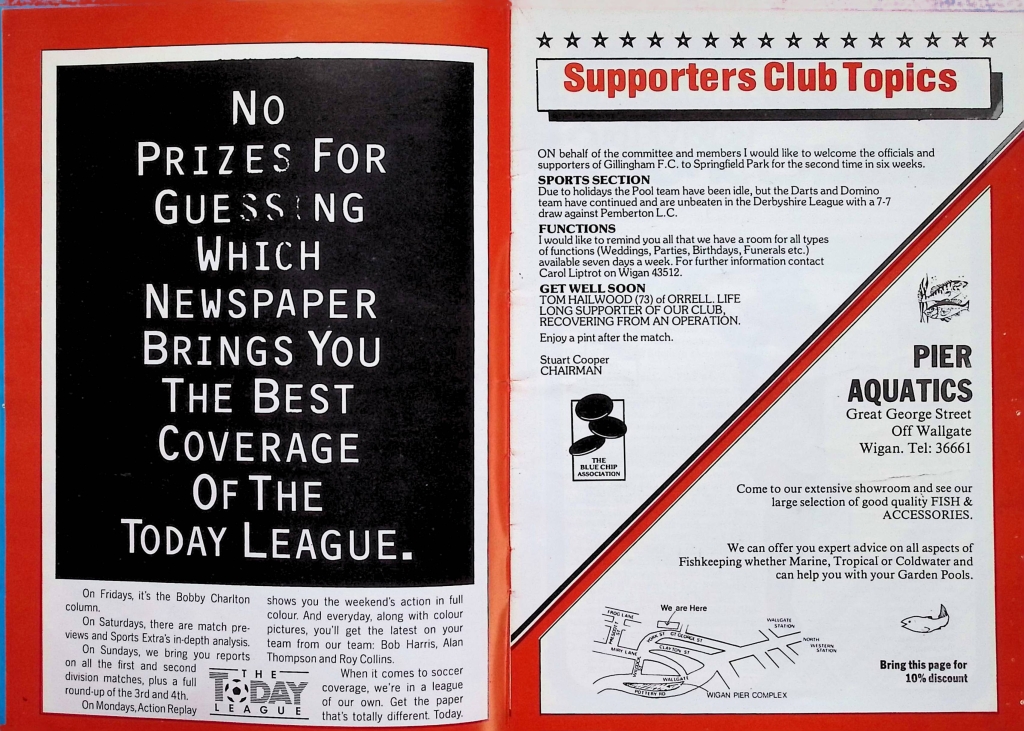 NO
PRIZES FOR
GUESSING
WHICH
NEWSPAPER
BRINGS YOU
THE BEST
COVERAGE
OF THE
TODAY LEAGUE.
On Fridays, it's the Bobby Charlton
column.
On Saturdays, there are match pre-
views and Sports Extra's in-depth analysis.
On Sundays, we bring you reports
on all the first and second
division matches, plus a full
round-up of the 3rd and 4th.
On Mondays, Action Replay
shows you the weekend's action in full
colour. And everyday, along with colour
pictures, you'll get the latest on your
team from our team: Bob Harris, Alan
Thompson and Roy Collins.
When it comes to soccer
coverage, we're in a league
of our own. Get the paper
that's totally different. Today.
THE
TODAY
LEAGUE
Supporters Club Topics
ON behalf of the committee and members I would like to welcome the officials and
supporters of Gillingham F.C. to Springfield Park for the second time in six weeks.
SPORTS SECTION
Due to holidays the Pool team have been idle, but the Darts and Domino
team have continued and are unbeaten in the Derbyshire League with a 7-7
draw against Pemberton L.C.
FUNCTIONS
I would like to remind you all that we have a room for all types
of functions (Weddings, Parties, Birthdays, Funerals etc.)
available seven days a week. For further information contact
Carol Liptrot on Wigan 43512.
GET WELL SOON
TOM HAILWOOD (73) of ORRELL. LIFE
LONG SUPPORTER OF OUR CLUB,
RECOVERING FROM AN OPERATION.
Enjoy a pint after the match.
Stuart Cooper
CHAIRMAN
THE
BLUE CHIP
ASSOCIATION
PIER
AQUATICS
Great George Street
Off Wallgate
Wigan. Tel: 36661
Come to our extensive showroom and see our
large selection of good quality FISH &
ACCESSORIES.
We can offer you expert advice on all aspects of
Fishkeeping whether Marine, Tropical or Coldwater and
can help you with your Garden Pools.
We are Here
FROG LANE
YORK ST
GT GEORGE ST
CLAYTON ST
WALLGATE
STATION
NORTH
WESTERN
STATION
WALLGATE
POTTERY RD
WIGAN PIER COMPLEX
Bring this page for
10% discount